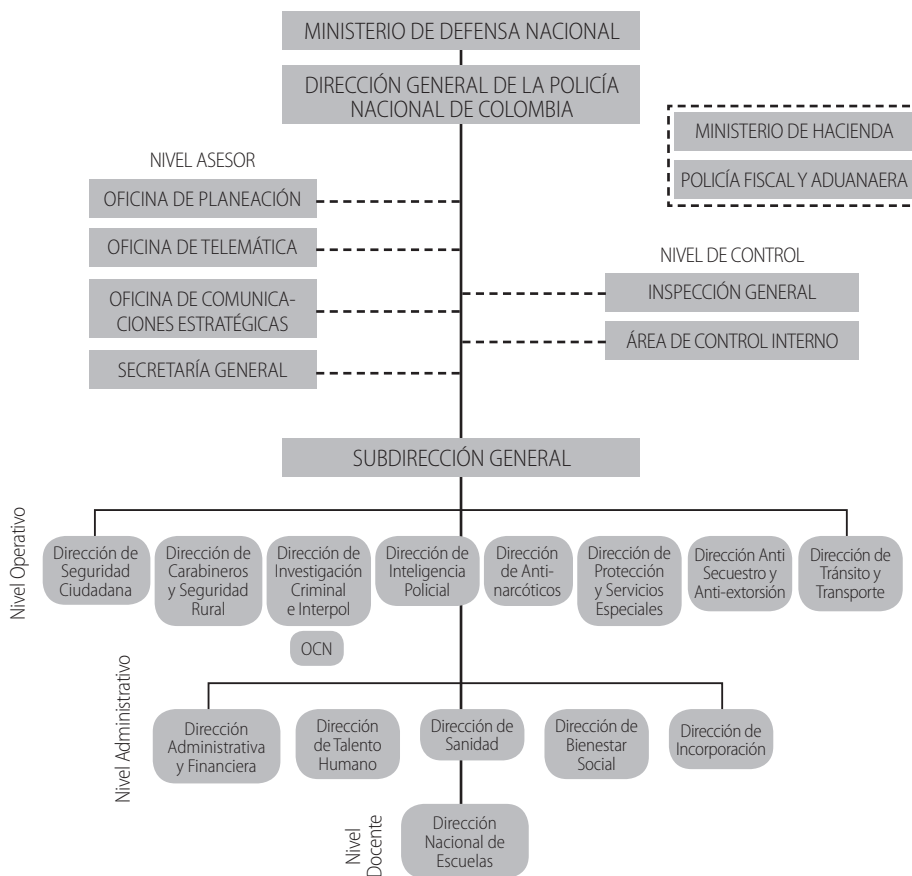 MINISTERIO DE DEFENSA NACIONAL
DIRECCIÓN GENERAL DE LA POLICÍA
NACIONAL DE COLOMBIA
MINISTERIO DE HACIENDA
POLICÍA FISCAL Y ADUANAERA
NIVEL ASESOR
OFICINA DE PLANEACIÓN
OFICINA DE TELEMÁTICA
OFICINA DE COMUNICA-
CIONES ESTRATÉGICAS
SECRETARÍA GENERAL
NIVEL DE CONTROL
INSPECCIÓN GENERAL
ÁREA DE CONTROL INTERNO
SUBDIRECCIÓN GENERAL
Nivel Operativo
Dirección de
Seguridad
Ciudadana
Dirección de
Carabineros
y Seguridad
Rural
Dirección de
Investigación
Criminal
e Interpol
OCN
Dirección de
Inteligencia
Policial
Dirección
de Anti-
narcóticos
Dirección de
Protección
y Servicios
Especiales
Dirección Anti
Secuestro y
Anti-extorsión
Dirección de
Tránsito y
Transporte
Nivel Administrativo
Dirección
Administrativa
y Financiera
Dirección
de Talento
Humano
Dirección de
Sanidad
Dirección de
Bienestar
Social
Dirección de
Incorporación
Nivel
Docente
Dirección
Nacional de
Escuelas